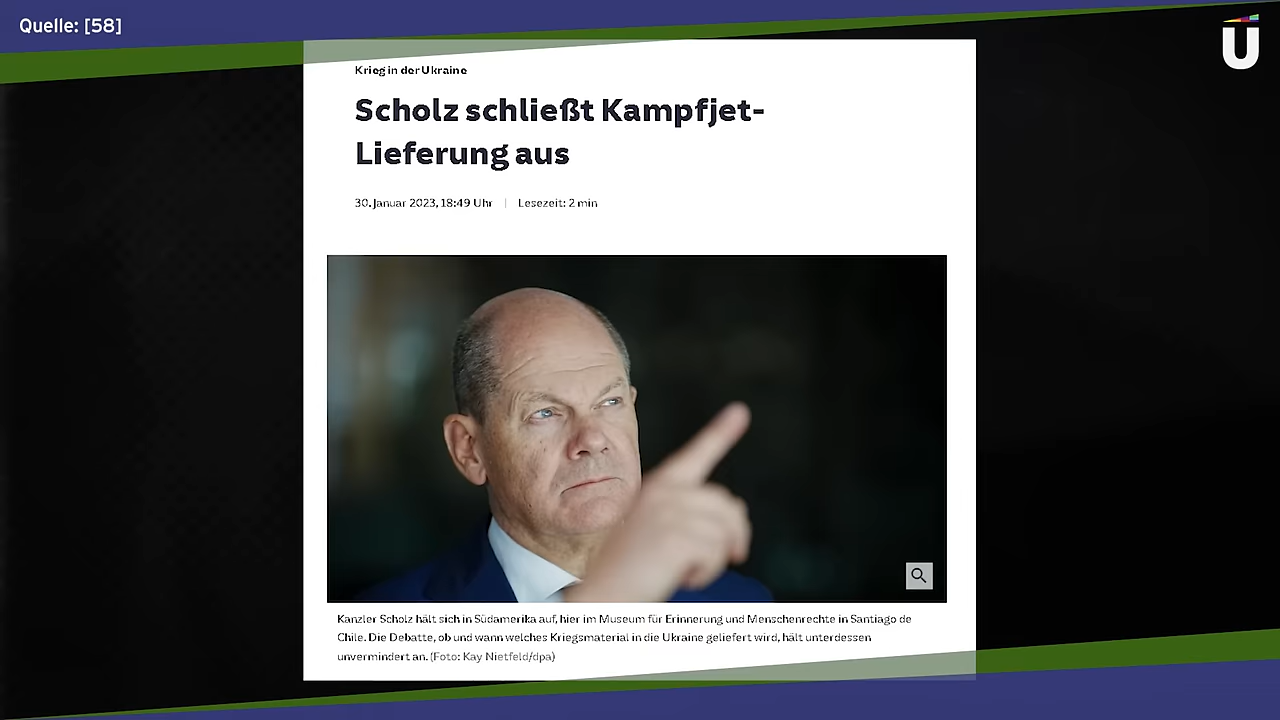 Quelle: [58]
U
Krieg in der Ukraine
Scholz schließt Kampfjet-
Lieferung aus
30. Januar 2023, 18:49 Uhr | Lesezeit: 2 min
Kanzler Scholz hält sich in Südamerika auf, hier im Museum für Erinnerung und Menschenrechte in Santiago de
Chile. Die Debatte, ob und wann welches Kriegsmaterial in die Ukraine geliefert wird, hält unterdessen
unvermindert an. (Foto: Kay Nietfeld/dpa)